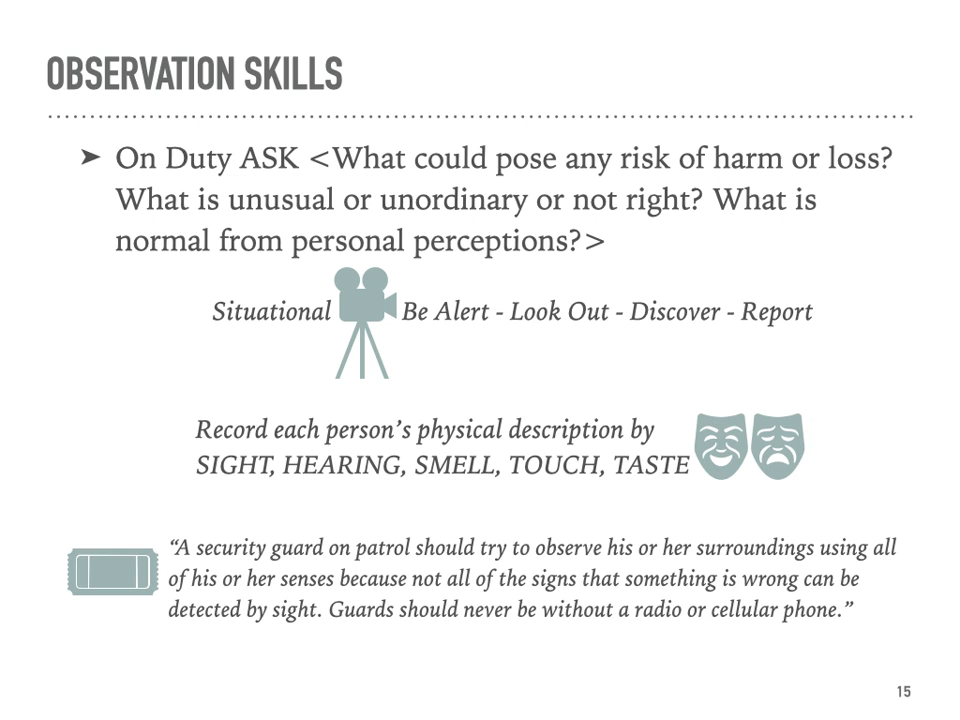 OBSERVATION SKILLS
➤ On Duty ASK <What could pose any risk of harm or loss?
What is unusual or unordinary or not right? What is
normal from personal perceptions?>
Situational Be Alert - Look Out - Discover - Report
Record each person’s physical description by
SIGHT, HEARING, SMELL, TOUCH, TASTE
“A security guard on patrol should try to observe his or her surroundings using all
of his or her senses because not all of the signs that something is wrong can be
detected by sight. Guards should never be without a radio or cellular phone.”
15